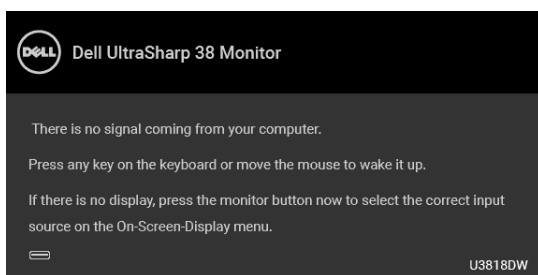 DELL Dell UltraSharp 38 Monitor
There is no signal coming from your computer.
Press any key on the keyboard or move the mouse to wake it up.
If there is no display, press the monitor button now to select the correct input
source on the On-Screen-Display menu.
U3818DW